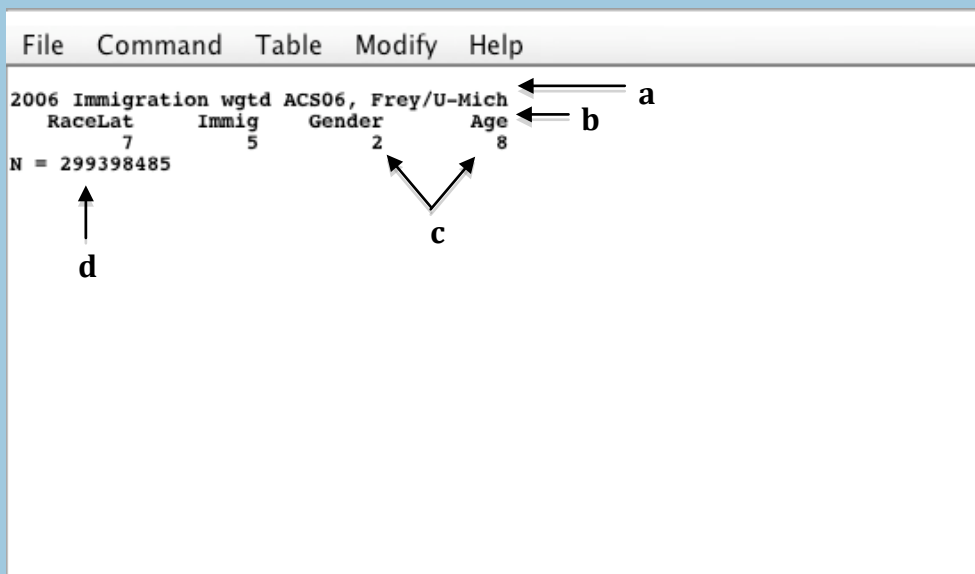 File Command Table Modify Help
2006 Immigration wgtd ACS06, Frey/U-Mich
a
RaceLat Immig Gender Age
b
7 5 2 8
N = 299398485
c
d